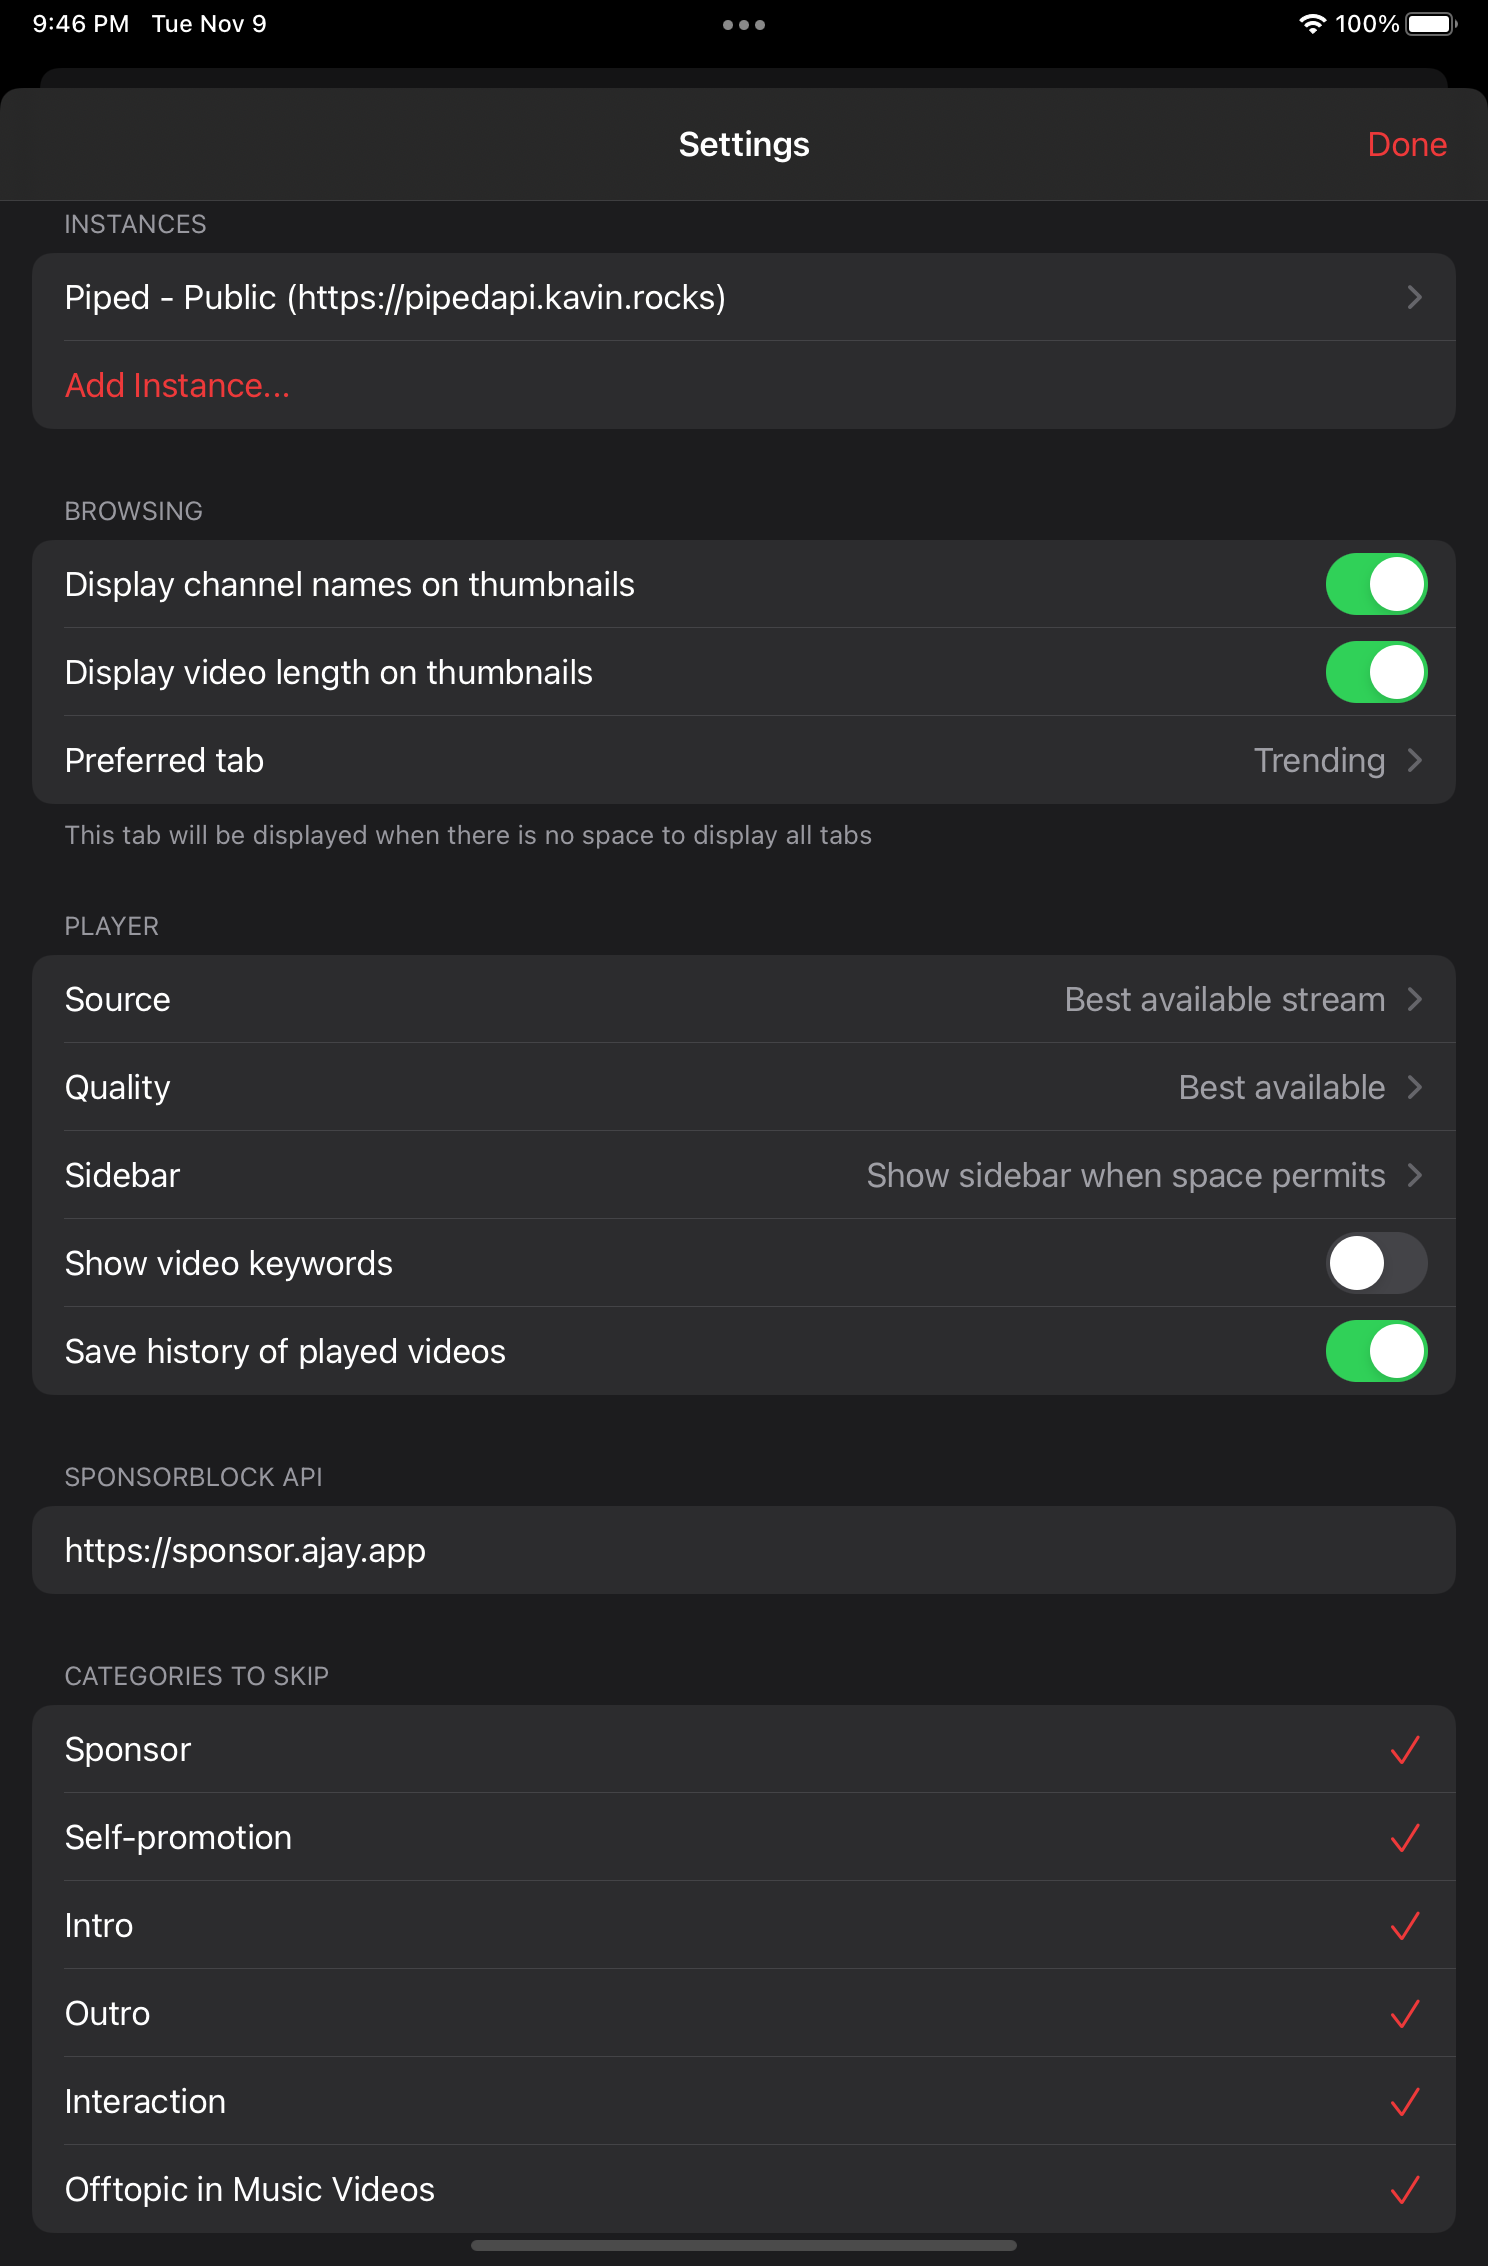 9:46 PM Tue Nov 9
100%
Settings
Done
INSTANCES
Piped - Public (https://pipedapi.kavin.rocks)
Add Instance...
BROWSING
Display channel names on thumbnails
Display video length on thumbnails
Preferred tab Trending
This tab will be displayed when there is no space to display all tabs
PLAYER
Source Best available stream
Quality Best available
Sidebar Show sidebar when space permits
Show video keywords
Save history of played videos
SPONSORBLOCK API
https://sponsor.ajay.app
CATEGORIES TO SKIP
Sponsor
Self-promotion
Intro
Outro
Interaction
Offtopic in Music Videos